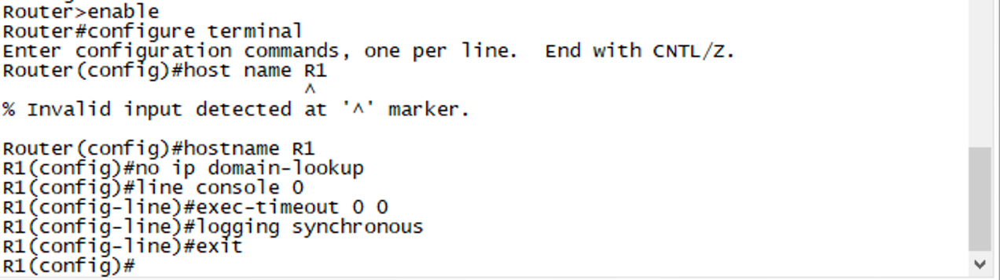 Router>enable
Router#configure terminal
Enter configuration commands, one per line.  End with CNTL/Z.
Router(config)#host name R1
                         ^
% Invalid input detected at '^' marker.

Router(config)#hostname R1
R1(config)#no ip domain-lookup
R1(config)#line console 0
R1(config-line)#exec-timeout 0 0
R1(config-line)#logging synchronous
R1(config-line)#exit
R1(config)#